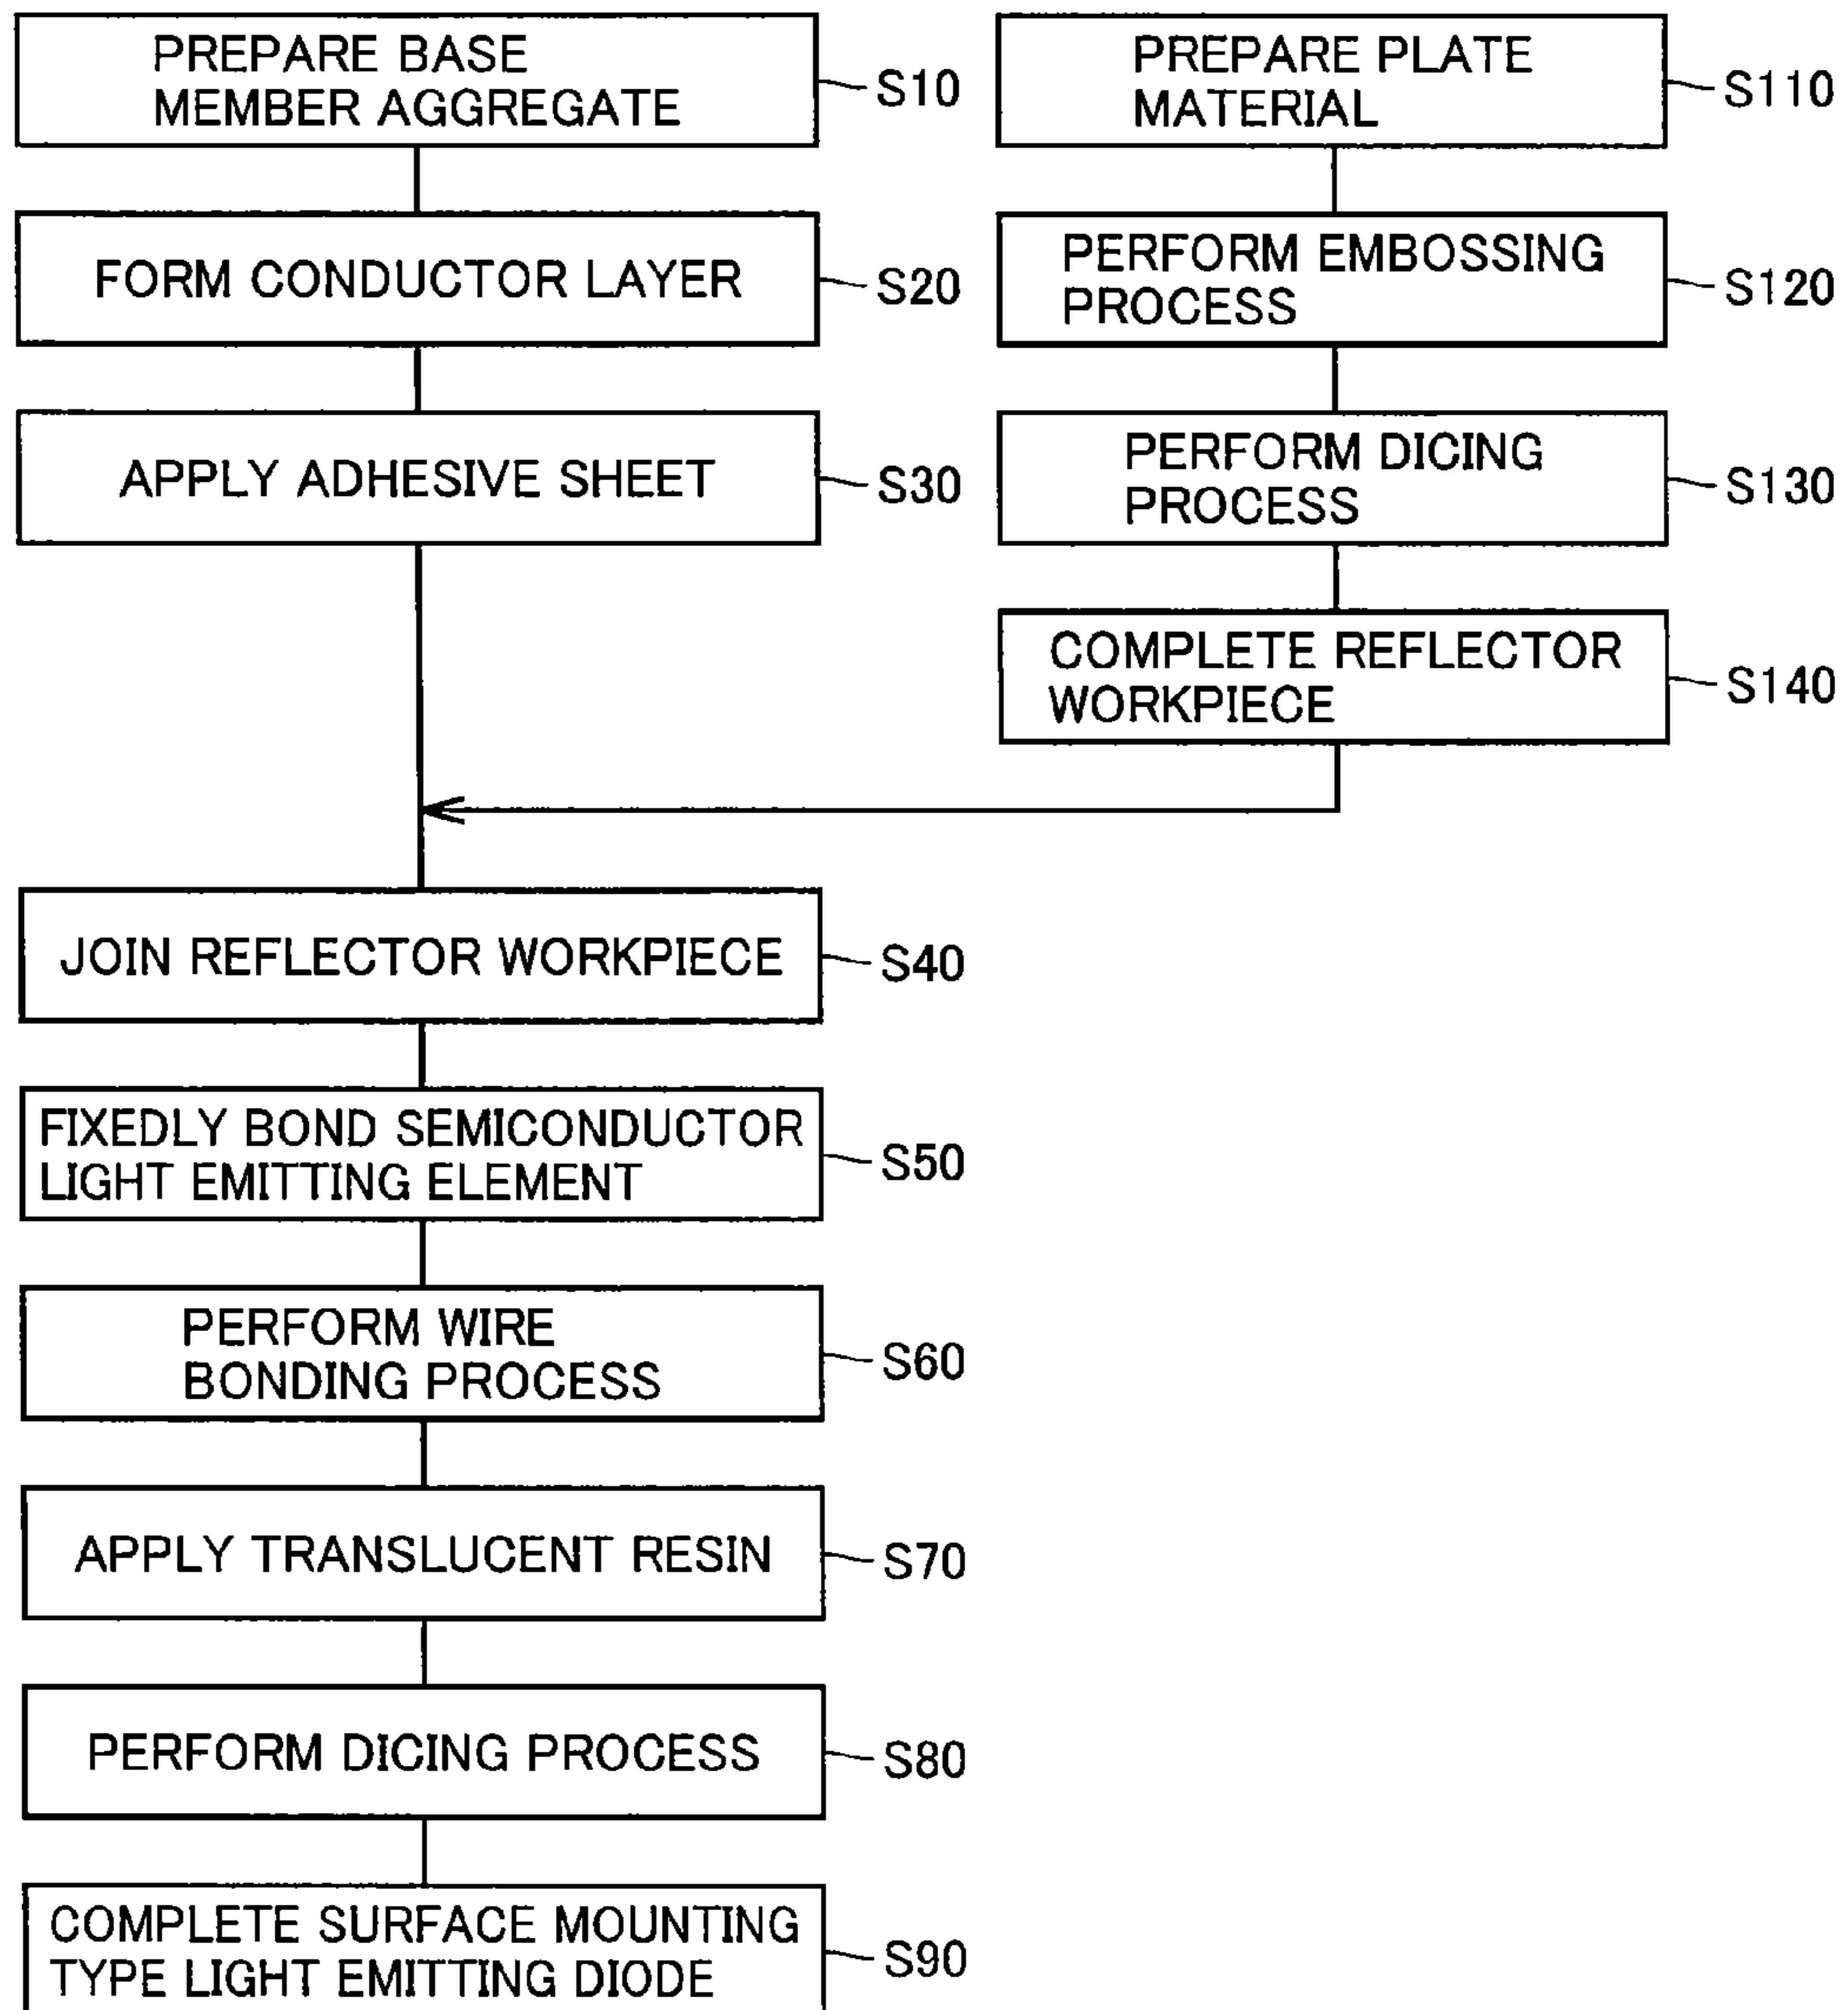 PREPARE BASE
MEMBER AGGREGATE
S10
FORM CONDUCTOR LAYER
S20
APPLY ADHESIVE SHEET
S30
PREPARE PLATE
MATERIAL
S110
PERFORM EMBOSSING
PROCESS
S120
PERFORM DICING
PROCESS
S130
COMPLETE REFLECTOR
WORKPIECE
S140
JOIN REFLECTOR WORKPIECE
S40
FIXEDLY BOND SEMICONDUCTOR
LIGHT EMITTING ELEMENT
S50
PERFORM WIRE
BONDING PROCESS
S60
APPLY TRANSLUCENT RESIN
S70
PERFORM DICING PROCESS
S80
COMPLETE SURFACE MOUNTING
TYPE LIGHT EMITTING DIODE
S90